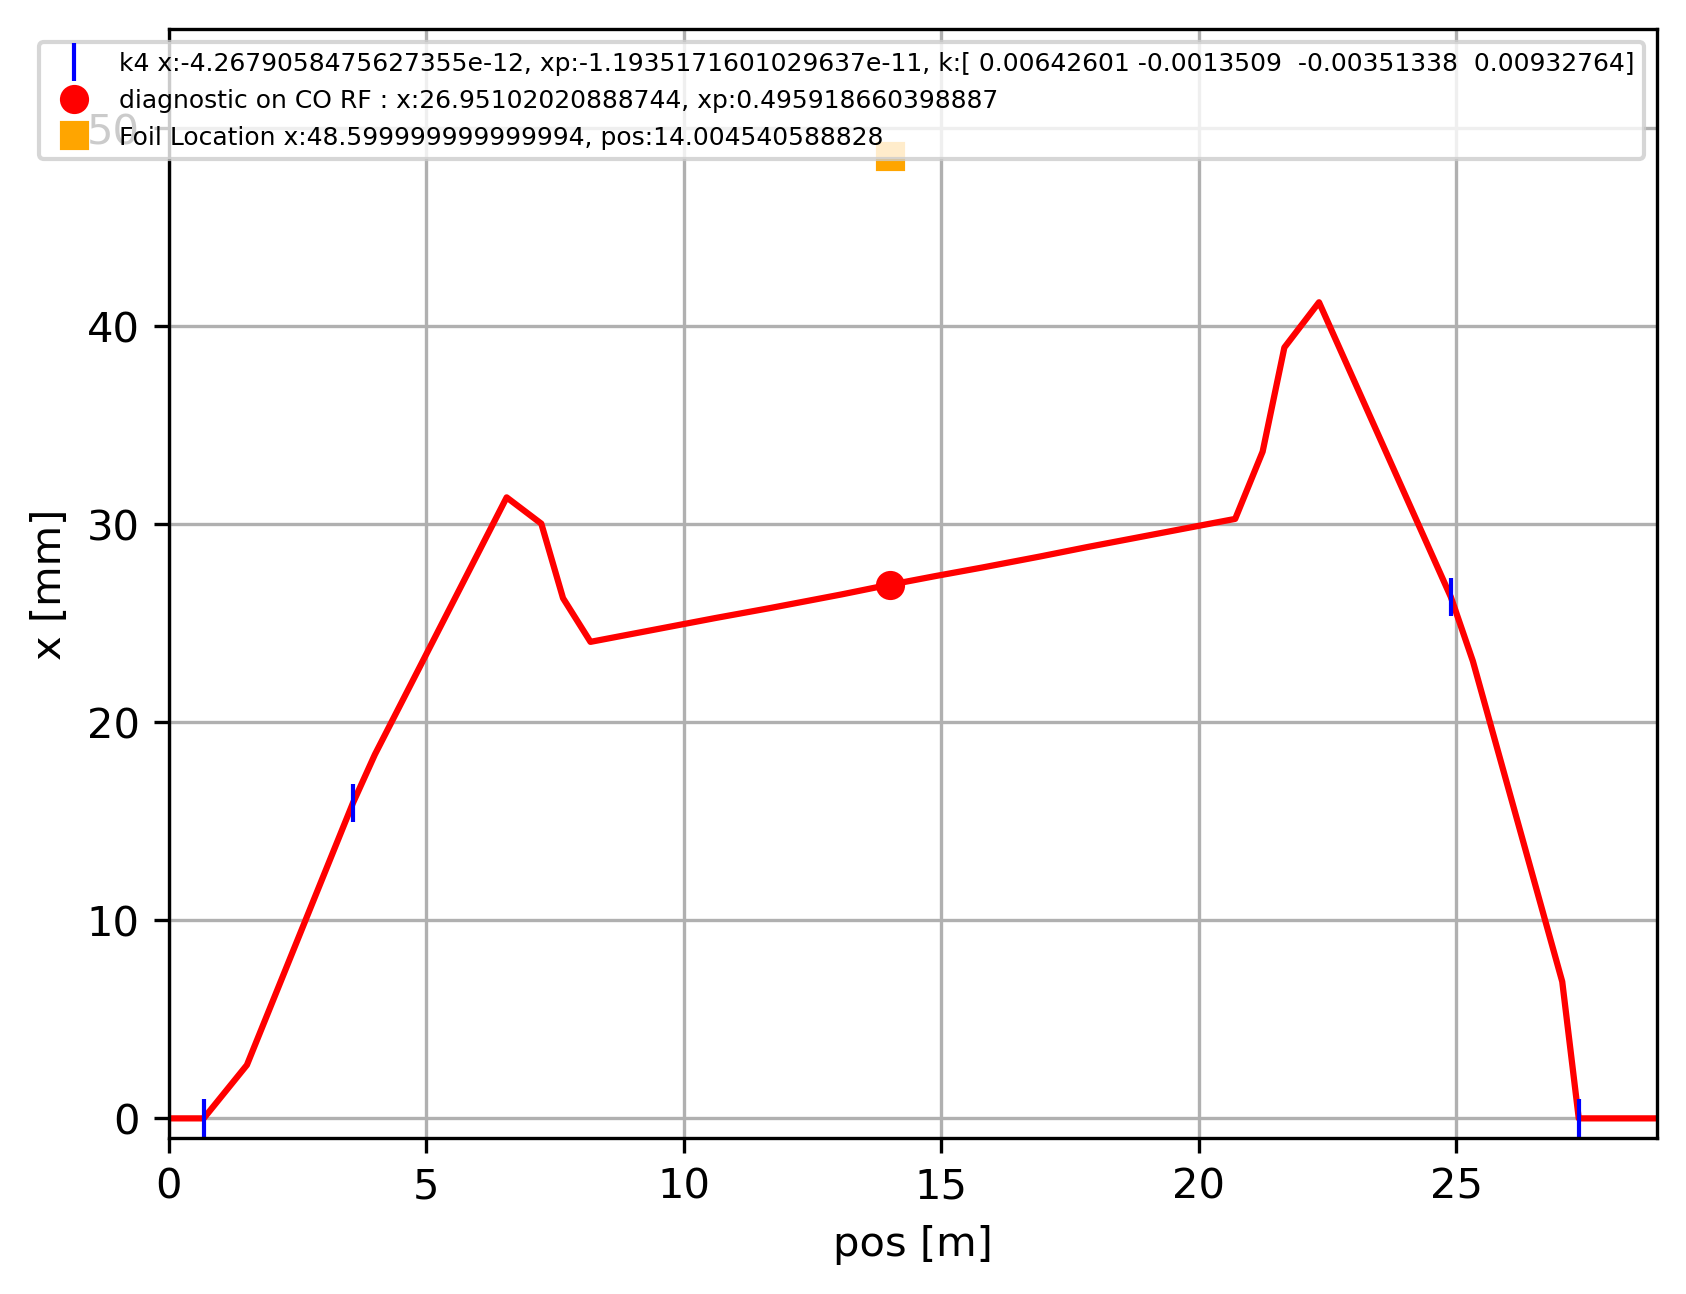 k4 x:-4.2679058475627355e-12, xp:-1.1935171601029637e-11, k:[ 0.00642601 -0.0013509  -0.00351338  0.00932764]
diagnostic on CO RF : x:26.95102020888744, xp:0.495918660398887
Foil Location x:48.599999999999994, pos:14.004540588828
50
40
30
20
10
0
x [mm]
0 5 10 15 20 25
pos [m]